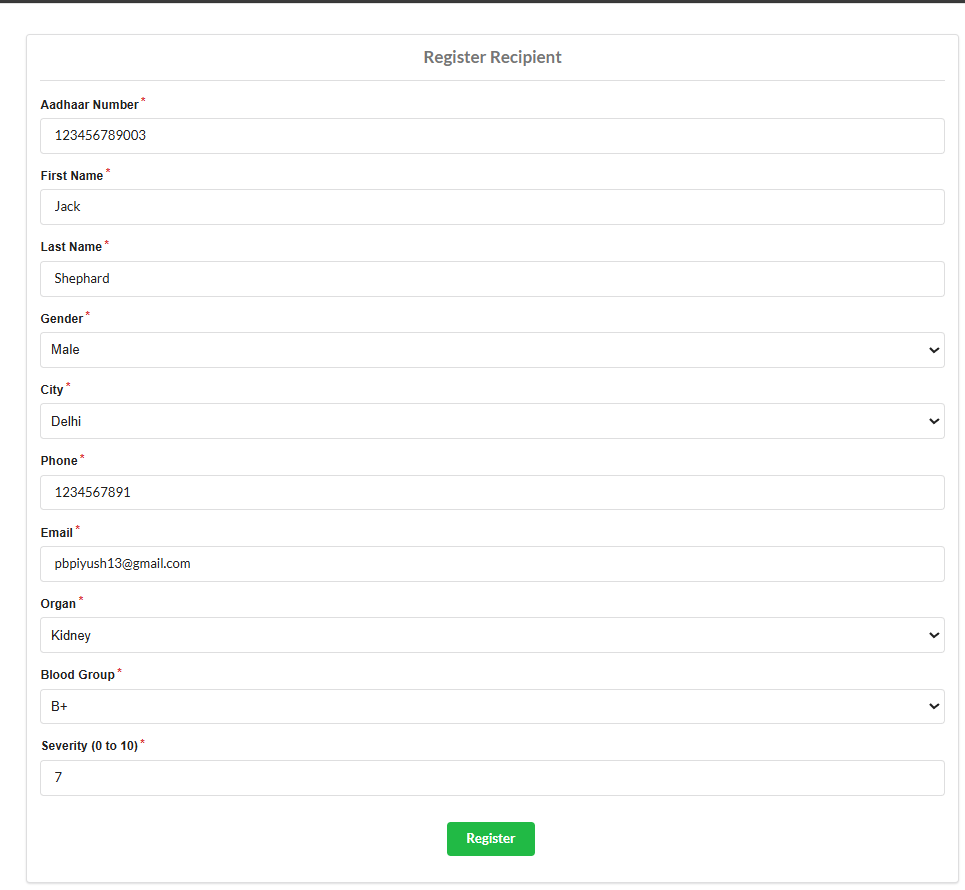 Register Recipient
Aadhaar Number*
123456789003
First Name*
Jack
Last Name*
Shephard
Gender*
Male
City*
Delhi
Phone*
1234567891
Email*
pbpiyush13@gmail.com
Organ*
Kidney
Blood Group*
B+
Severity (0 to 10)*
7
Register